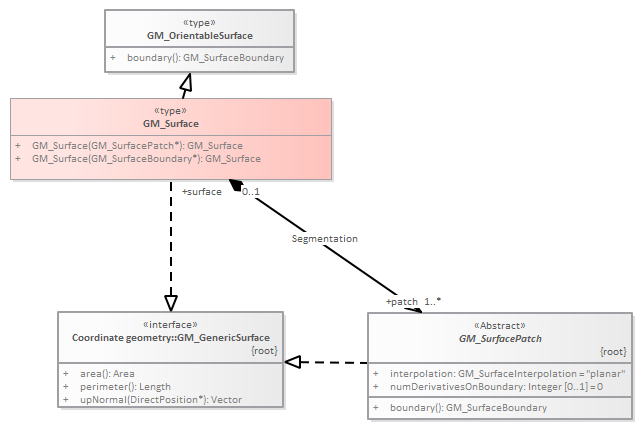 «type»
GM_OrientableSurface
+ boundary(): GM_SurfaceBoundary
«type»
GM_Surface
+ GM_Surface(GM_SurfacePatch*): GM_Surface
+ GM_Surface(GM_SurfaceBoundary*): GM_Surface
+surface 0..1
Segmentation
+patch 1..*
«interface»
Coordinate geometry::GM_GenericSurface
{root}
+ area(): Area
+ perimeter(): Length
+ upNormal(DirectPosition*): Vector
«Abstract»
GM_SurfacePatch
{root}
+ interpolation: GM_SurfaceInterpolation = "planar"
+ numDerivativesOnBoundary: Integer [0..1] = 0
+ boundary(): GM_SurfaceBoundary